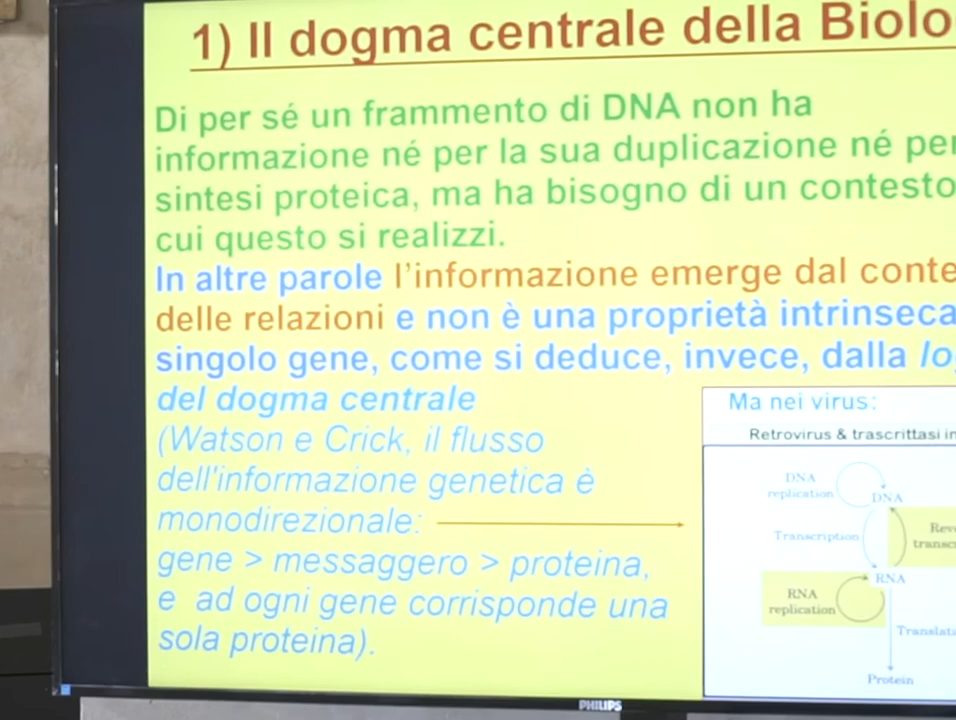 1) Il dogma centrale della Biolo
Di per sé un frammento di DNA non ha
informazione né per la sua duplicazione né per
sintesi proteica, ma ha bisogno di un contesto
cui questo si realizzi.
In altre parole l'informazione emerge dal conte
delle relazioni e non è una proprietà intrinseca
singolo gene, come si deduce, invece, dalla lo
del dogma centrale
(Watson e Crick, il flusso
dell'informazione genetica è
monodirezionale:
gene > messaggero > proteina,
e ad ogni gene corrisponde una
sola proteina).
Ma nei virus:
Retrovirus & trascrittasi in
DNA
replication
DNA
Transcription
Rev
transc
RNA
RNA
replication
Translat
Protein
PHILIPS